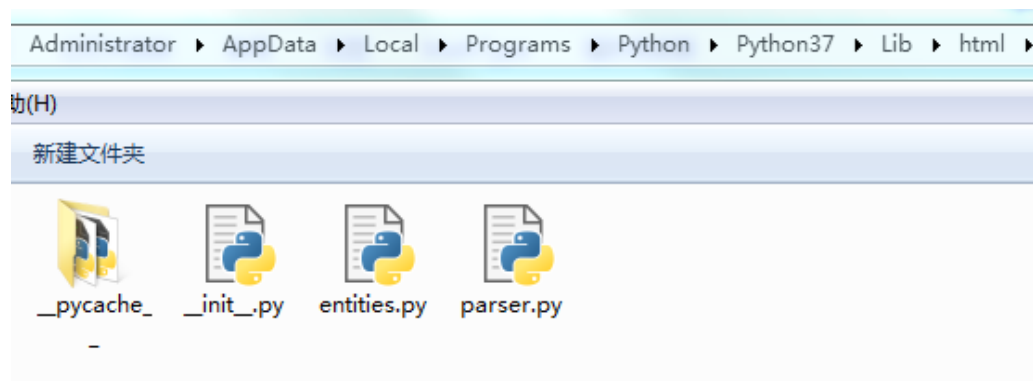 Administrator ▸ AppData ▸ Local ▸ Programs ▸ Python ▸ Python37 ▸ Lib ▸ html ▸
助(H)
新建文件夹
__pycache_ __init__.py entities.py parser.py
_